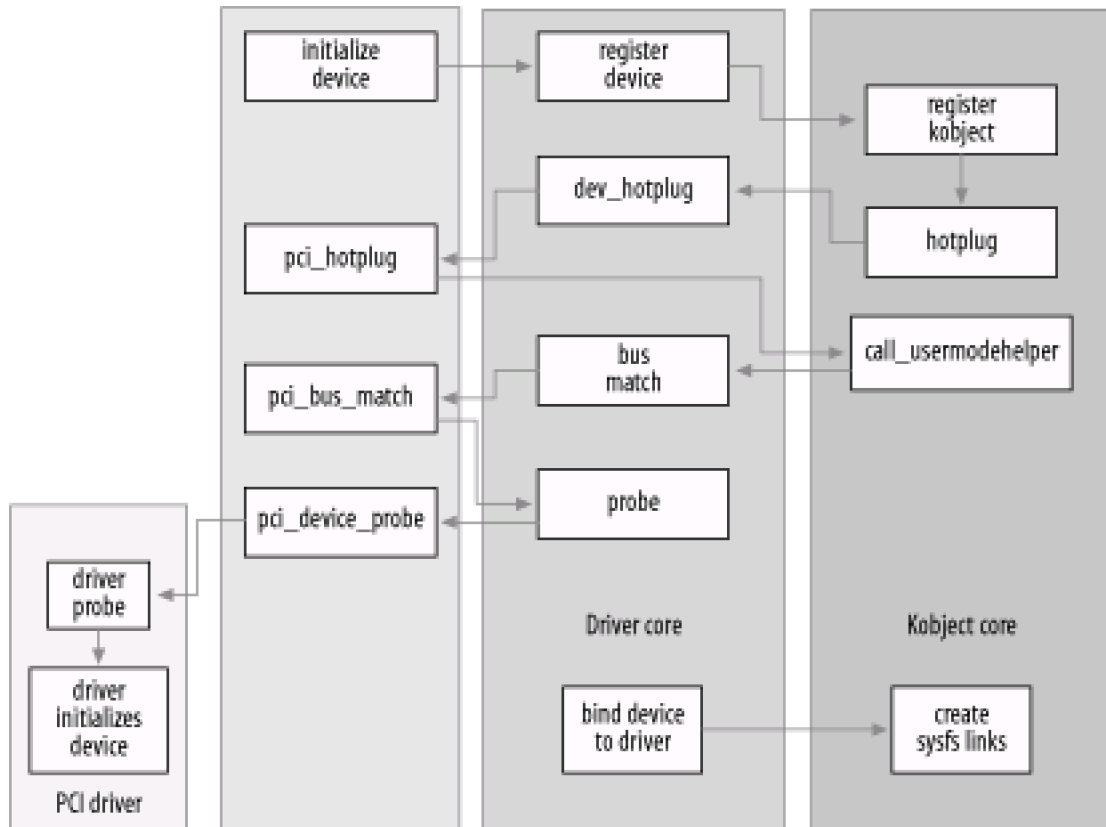 initialize
device
register
device
register
kobject
dev_hotplug
hotplug
pci_hotplug
call_usermodehelper
bus
match
pci_bus_match
probe
pci_device_probe
driver
probe
driver
initializes
device
PCI driver
Driver core
Kobject core
bind device
to driver
create
sysfs links